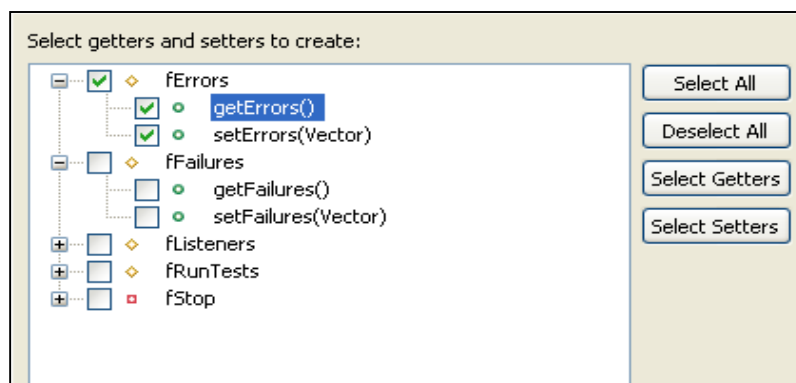 Select getters and setters to create:
fErrors
getErrors()
setErrors(Vector)
fFailures
getFailures()
setFailures(Vector)
fListeners
fRunTests
fStop
Select All
Deselect All
Select Getters
Select Setters